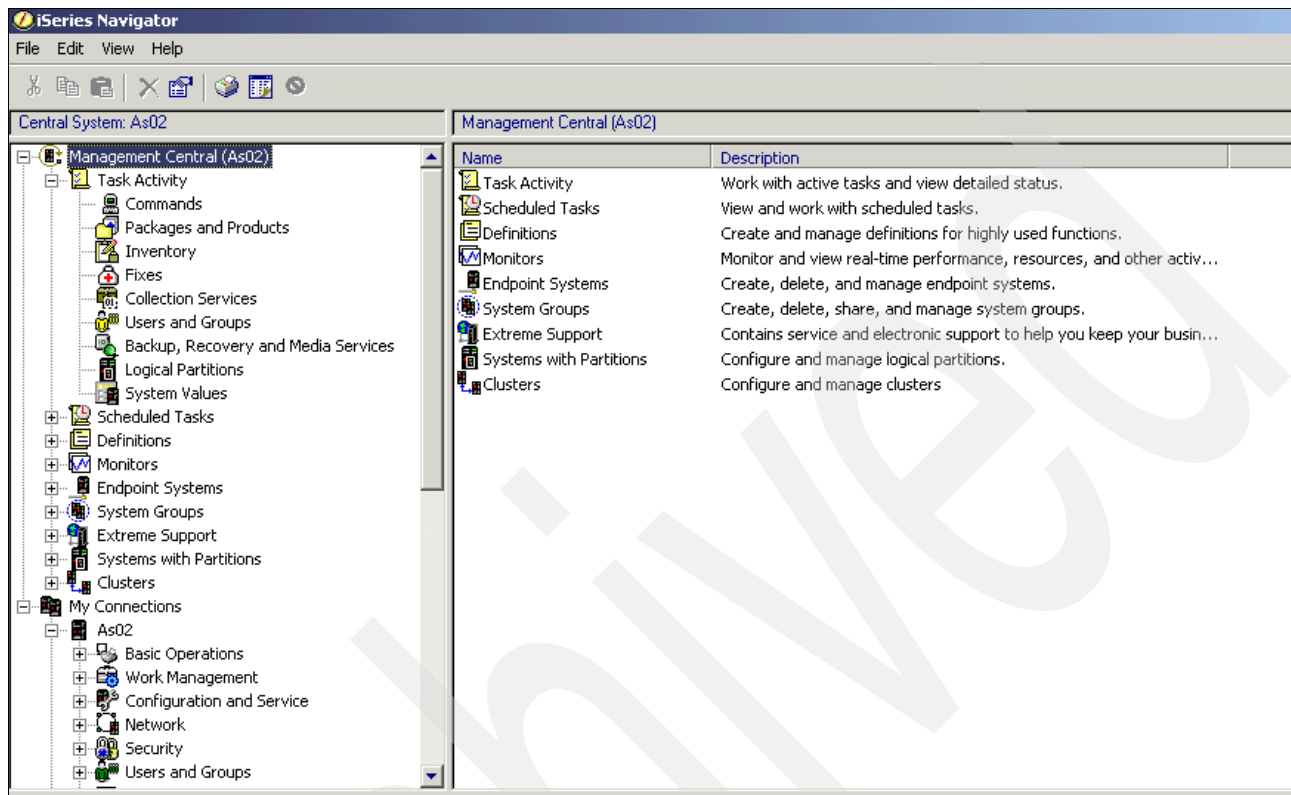 iSeries Navigator
File Edit View Help
Central System: As02
Management Central (As02)
Management Central (As02)
Task Activity
Commands
Packages and Products
Inventory
Fixes
Collection Services
Users and Groups
Backup, Recovery and Media Services
Logical Partitions
System Values
Scheduled Tasks
Definitions
Monitors
Endpoint Systems
System Groups
Extreme Support
Systems with Partitions
Clusters
My Connections
As02
Basic Operations
Work Management
Configuration and Service
Network
Security
Users and Groups
Name Description
Task Activity Work with active tasks and view detailed status.
Scheduled Tasks View and work with scheduled tasks.
Definitions Create and manage definitions for highly used functions.
Monitors Monitor and view real-time performance, resources, and other activ...
Endpoint Systems Create, delete, and manage endpoint systems.
System Groups Create, delete, share, and manage system groups.
Extreme Support Contains service and electronic support to help you keep your busin...
Systems with Partitions Configure and manage logical partitions.
Clusters Configure and manage clusters
hived